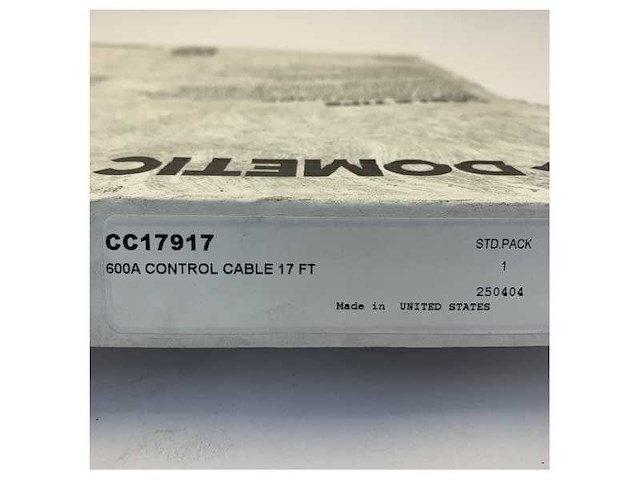 DOMETIC
CC17917
600A CONTROL CABLE 17 FT
STD.PACK
1
250404
Made in UNITED STATES